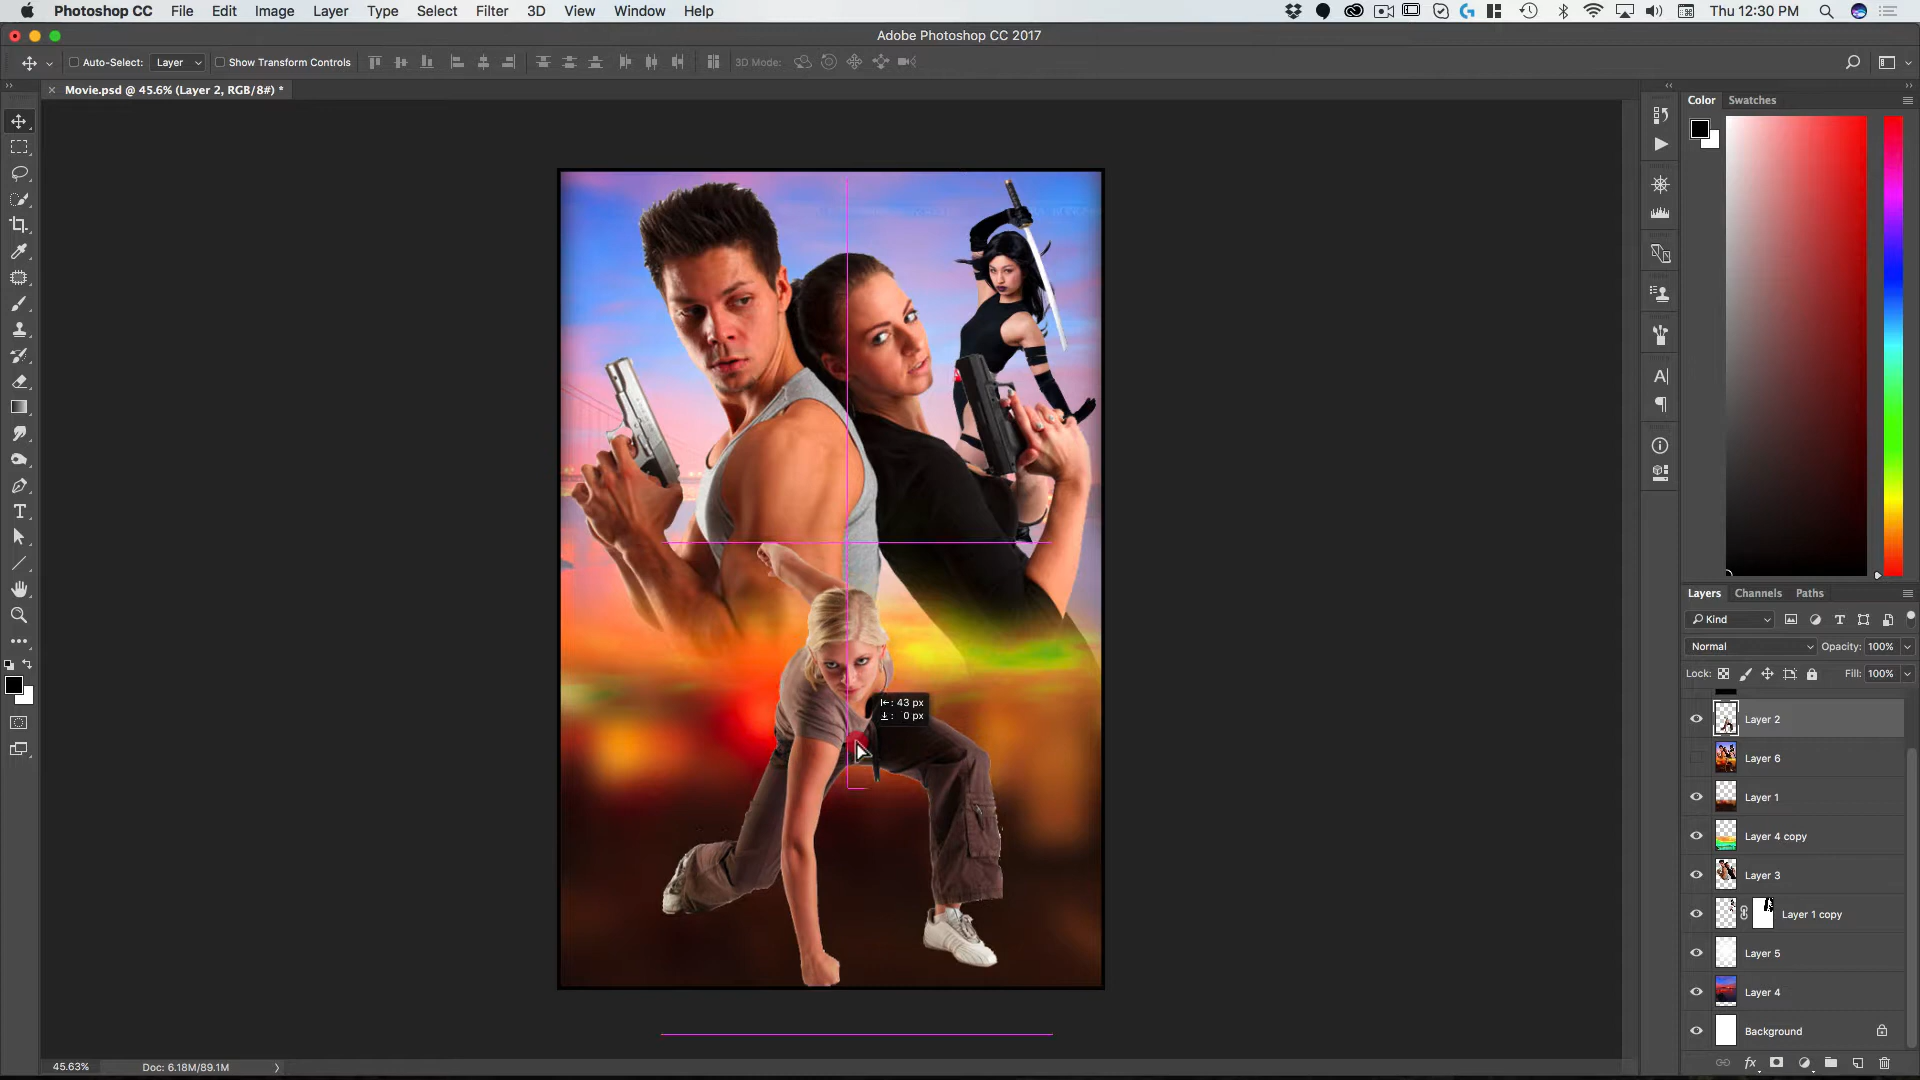 Photoshop CC File Edit Image Layer Type Select Filter 3D View Window Help
Thu 12:30 PM
Adobe Photoshop CC 2017
Auto-Select: Layer Show Transform Controls 3D Mode:
Movie.psd @ 45.6% (Layer 2, RGB/8#) *
Color Swatches
Layers Channels Paths
Kind
Normal Opacity: 100%
Lock: Fill: 100%
Layer 2
Layer 6
Layer 1
Layer 4 copy
Layer 3
Layer 1 copy
Layer 5
Layer 4
Background
: 43 px
: 0 px
45.63% Doc: 6.18M/89.1M